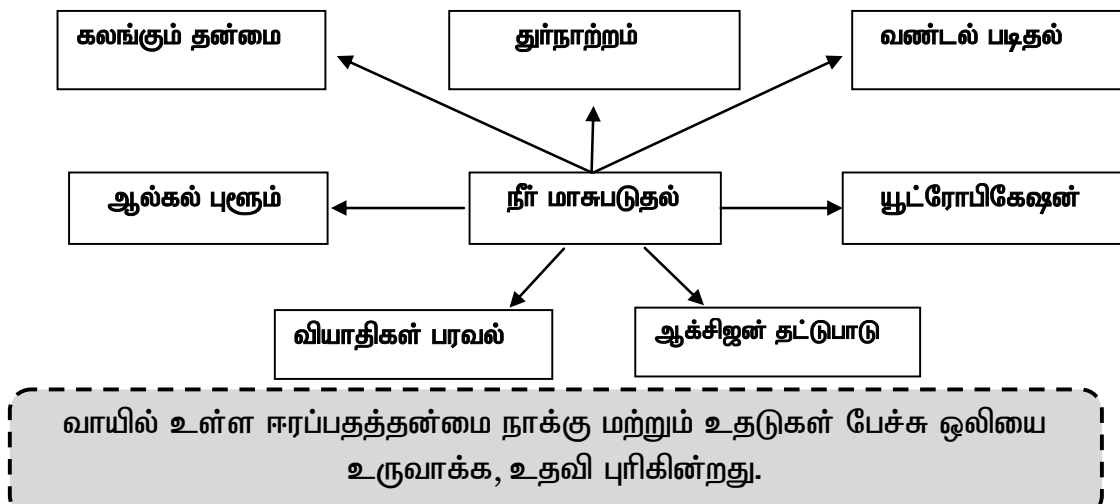 கலங்கும் தன்மை
துர்நாற்றம்
வண்டல் படிதல்
ஆல்கல் புளூம்
நீர் மாசுபடுதல்
யூட்ரோபிகேஷன்
வியாதிகள் பரவல்
ஆக்சிஜன் தட்டுபாடு
வாயில் உள்ள ஈரப்பதத்தன்மை நாக்கு மற்றும் உதடுகள் பேச்சு ஒலியை
உருவாக்க, உதவி புரிகின்றது.